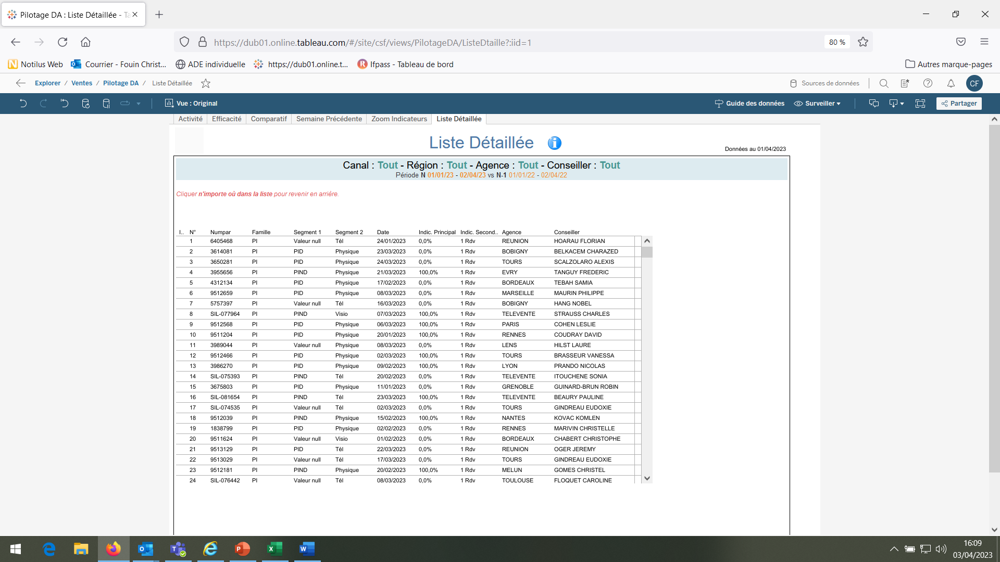 Pilotage DA : Liste Détaillée - Ta
https://dub01.online.tableau.com/#/site/csf/views/PilotageDA/ListeDtaille?:iid=1
80 %
Notilus Web
Courrier - Fouin Christ...
ADE individuelle
https://dub01.online.t...
Ifpass - Tableau de bord
Autres marque-pages
Explorer / Ventes / Pilotage DA / Liste Détaillée
Sources de données
CF
Vue : Original
Guide des données
Surveiller
Partager
Activité Efficacité Comparatif Semaine Précédente Zoom Indicateurs Liste Détaillée
Liste Détaillée
Données au 01/04/2023
Canal : Tout - Région : Tout - Agence : Tout - Conseiller : Tout
Période N 01/01/23 - 02/04/23 vs N-1 01/01/22 - 02/04/22
Cliquer n'importe où dans la liste pour revenir en arrière.
I.. N° Numpar Famille Segment 1 Segment 2 Date Indic. Principal Indic. Second.. Agence Conseiller
1 6405468 PI Valeur null Tél 24/01/2023 0,0% 1 Rdv REUNION HOARAU FLORIAN
2 3614081 PI PID Physique 23/03/2023 0,0% 1 Rdv BOBIGNY BELKACEM CHARAZED
3 3650281 PI PID Physique 24/03/2023 0,0% 1 Rdv TOURS SCALZOLARO ALEXIS
4 3955656 PI PIND Physique 21/03/2023 100,0% 1 Rdv EVRY TANGUY FREDERIC
5 4312134 PI PID Physique 17/02/2023 0,0% 1 Rdv BORDEAUX TEBAH SAMIA
6 9512659 PI PID Physique 08/03/2023 0,0% 1 Rdv MARSEILLE MAURIN PHILIPPE
7 5757397 PI Valeur null Tél 16/03/2023 0,0% 1 Rdv BOBIGNY HANG NOBEL
8 SIL-077964 PI PIND Visio 07/03/2023 100,0% 1 Rdv TELEVENTE STRAUSS CHARLES
9 9512568 PI PID Physique 06/03/2023 100,0% 1 Rdv PARIS COHEN LESLIE
10 9511204 PI PID Physique 20/01/2023 100,0% 1 Rdv RENNES COUDRAY DAVID
11 3989044 PI Valeur null Physique 08/03/2023 0,0% 1 Rdv LENS HILST LAURE
12 9512466 PI PID Physique 02/03/2023 100,0% 1 Rdv TOURS BRASSEUR VANESSA
13 3986270 PI PID Physique 09/02/2023 100,0% 1 Rdv LYON PRANDO NICOLAS
14 SIL-075393 PI PIND Tél 20/02/2023 0,0% 1 Rdv TELEVENTE ITOUCHENE SONIA
15 3675803 PI PID Physique 11/01/2023 0,0% 1 Rdv GRENOBLE GUINARD-BRUN ROBIN
16 SIL-081654 PI PIND Tél 23/03/2023 100,0% 1 Rdv TELEVENTE BEAURY PAULINE
17 SIL-074535 PI Valeur null Tél 02/03/2023 0,0% 1 Rdv TOURS GINDREAU EUDOXIE
18 9512039 PI PIND Physique 15/02/2023 100,0% 1 Rdv NANTES KOVAC KOMLEN
19 1838799 PI PID Physique 02/02/2023 0,0% 1 Rdv RENNES MARIVIN CHRISTELLE
20 9511624 PI Valeur null Visio 01/02/2023 0,0% 1 Rdv BORDEAUX CHABERT CHRISTOPHE
21 9513129 PI PID Tél 22/03/2023 0,0% 1 Rdv REUNION OGER JEREMY
22 9513029 PI Valeur null Tél 17/03/2023 0,0% 1 Rdv TOURS GINDREAU EUDOXIE
23 9512181 PI PIND Physique 20/02/2023 100,0% 1 Rdv MELUN GOMES CHRISTEL
24 SIL-076442 PI Valeur null Tél 08/03/2023 0,0% 1 Rdv TOULOUSE FLOQUET CAROLINE
16:09
03/04/2023